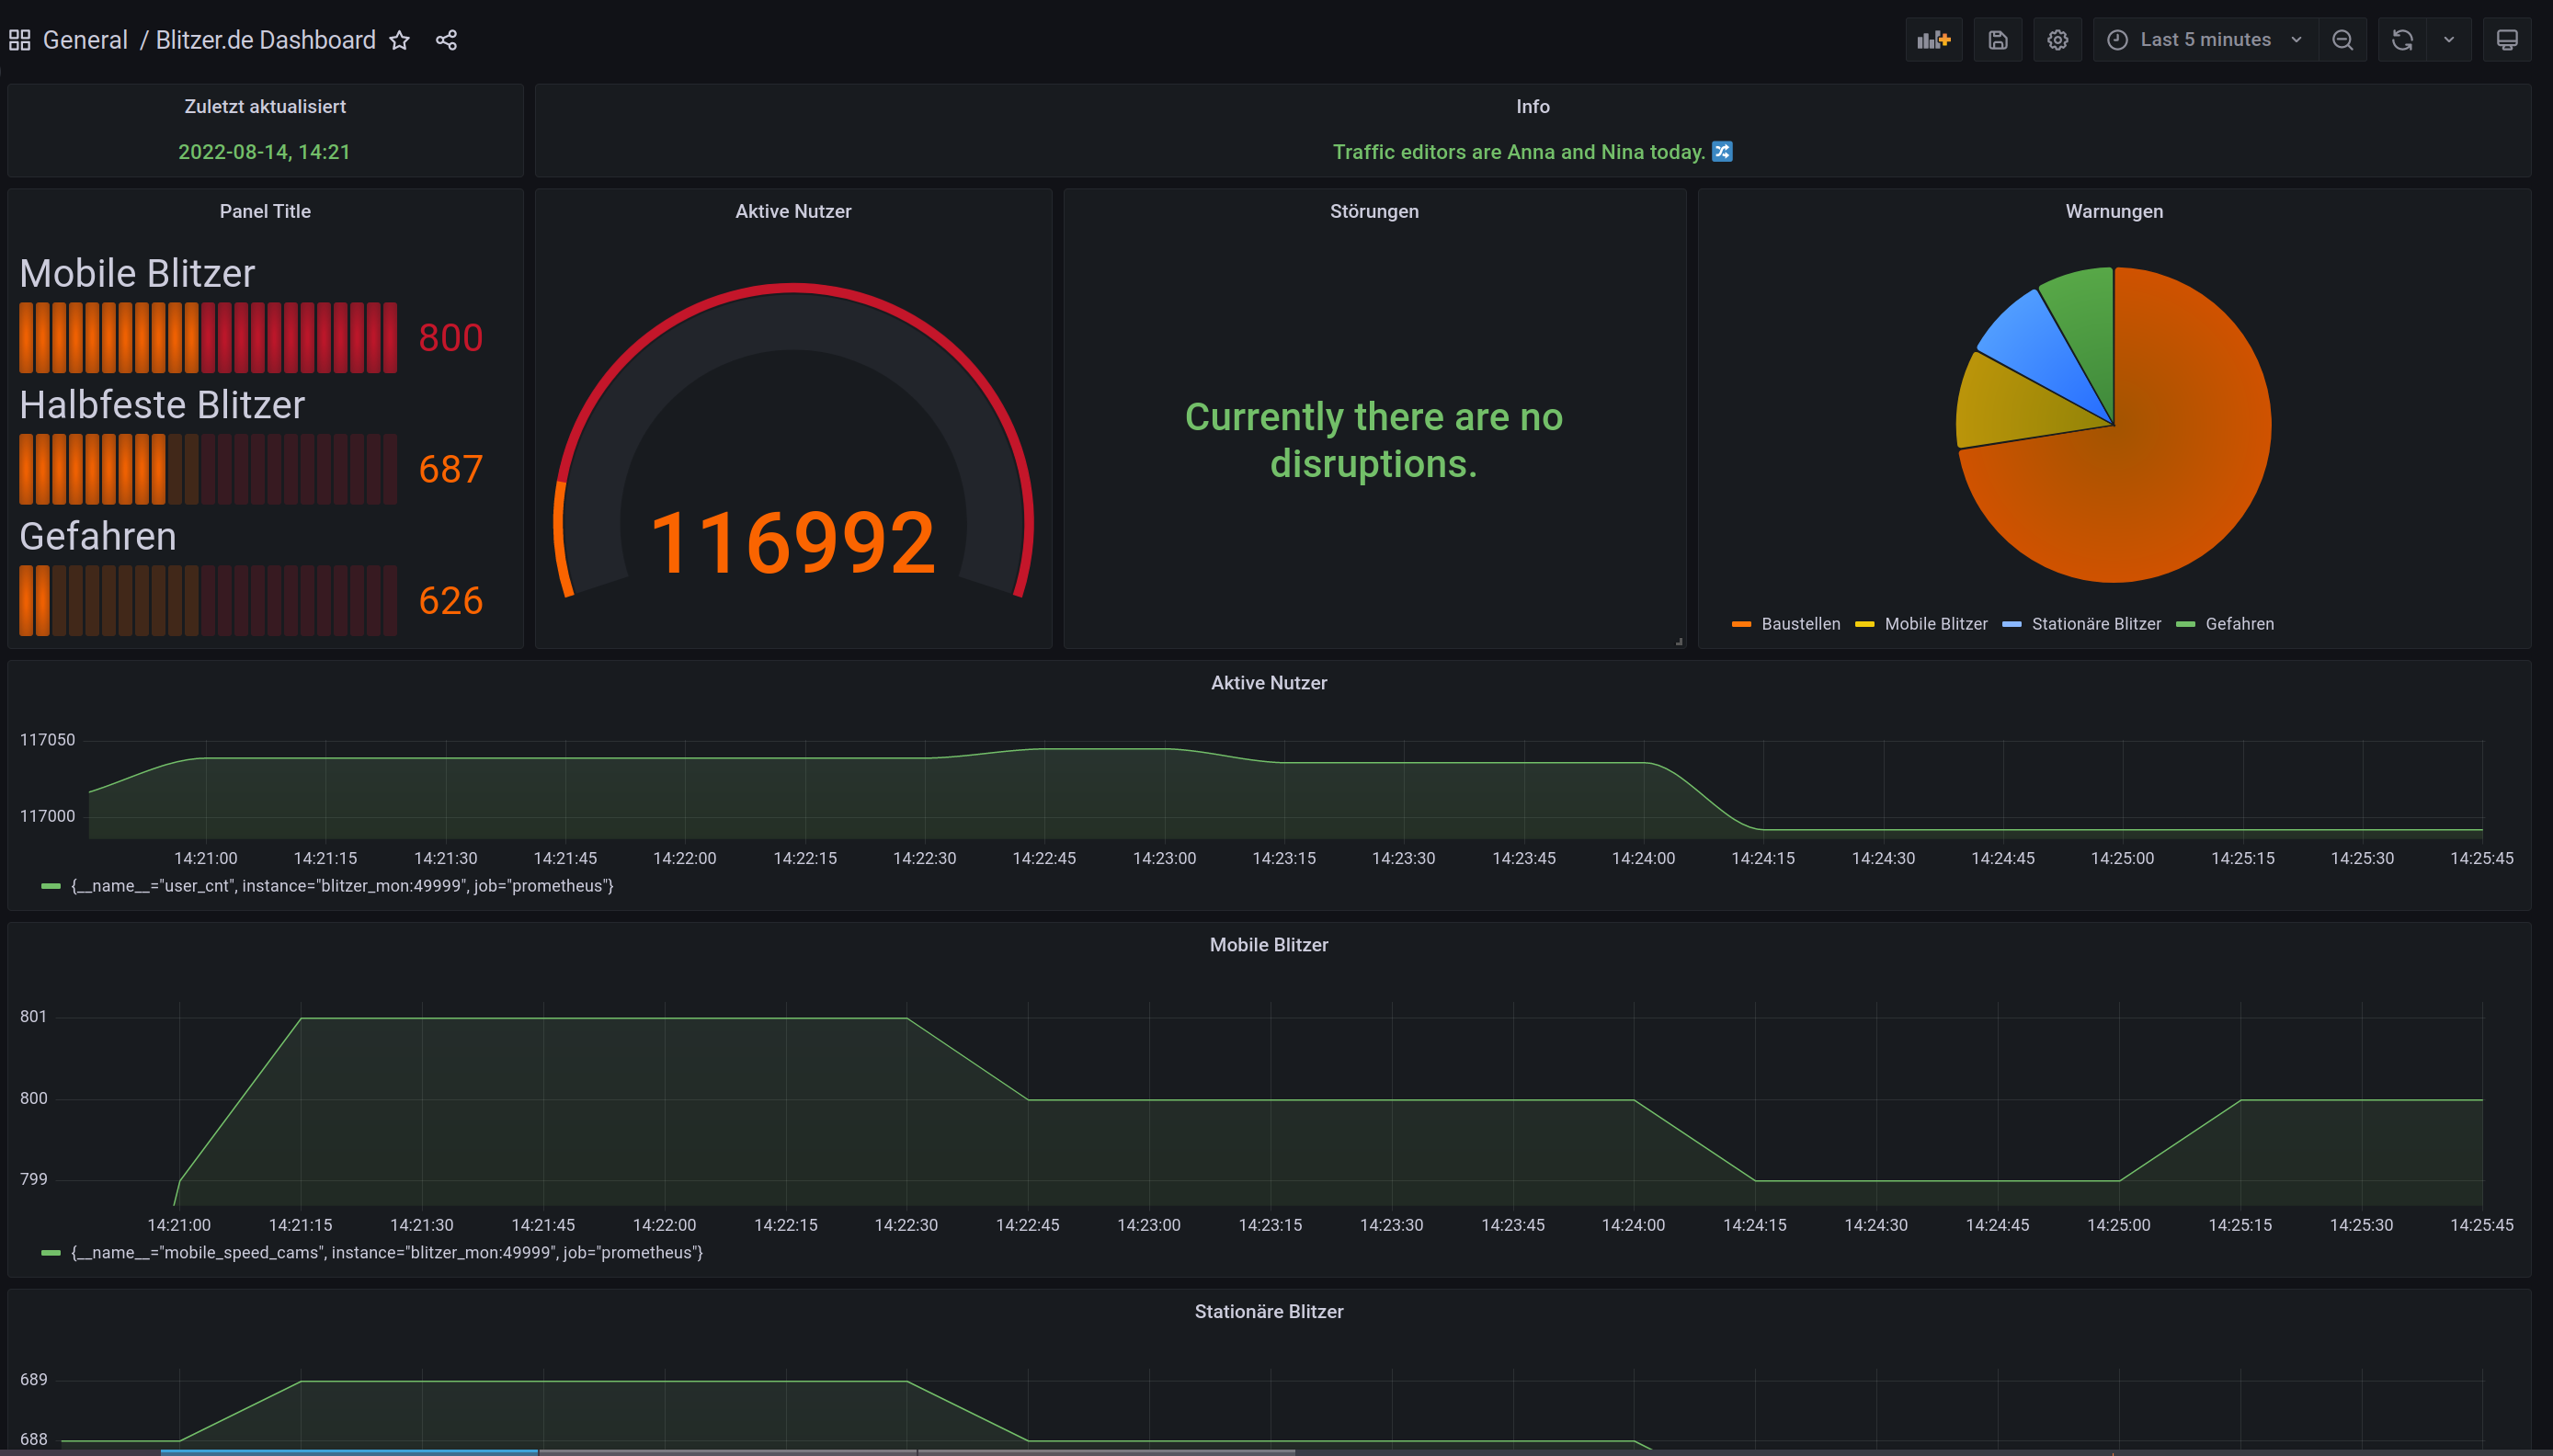 General / Blitzer.de Dashboard
Last 5 minutes
Zuletzt aktualisiert
2022-08-14, 14:21
Info
Traffic editors are Anna and Nina today. 🔀
Panel Title
Mobile Blitzer
800
Halbfeste Blitzer
687
Gefahren
626
Aktive Nutzer
116992
Störungen
Currently there are no
disruptions.
Warnungen
Baustellen Mobile Blitzer Stationäre Blitzer Gefahren
Aktive Nutzer
117050
117000
14:21:00 14:21:15 14:21:30 14:21:45 14:22:00 14:22:15 14:22:30 14:22:45 14:23:00 14:23:15 14:23:30 14:23:45 14:24:00 14:24:15 14:24:30 14:24:45 14:25:00 14:25:15 14:25:30 14:25:45
{__name__="user_cnt", instance="blitzer_mon:49999", job="prometheus"}
Mobile Blitzer
801
800
799
14:21:00 14:21:15 14:21:30 14:21:45 14:22:00 14:22:15 14:22:30 14:22:45 14:23:00 14:23:15 14:23:30 14:23:45 14:24:00 14:24:15 14:24:30 14:24:45 14:25:00 14:25:15 14:25:30 14:25:45
{__name__="mobile_speed_cams", instance="blitzer_mon:49999", job="prometheus"}
Stationäre Blitzer
689
688